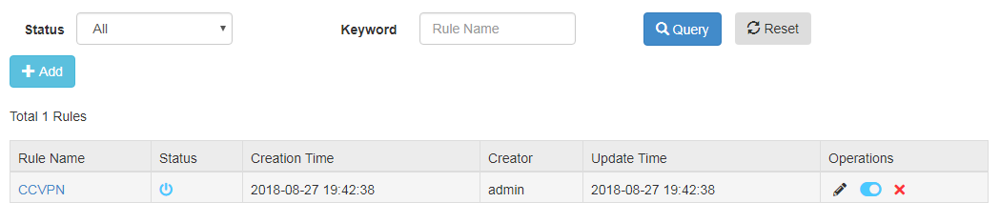 Status All Keyword Rule Name Query Reset
Add
Total 1 Rules
Rule Name Status Creation Time Creator Update Time Operations
CCVPN 2018-08-27 19:42:38 admin 2018-08-27 19:42:38